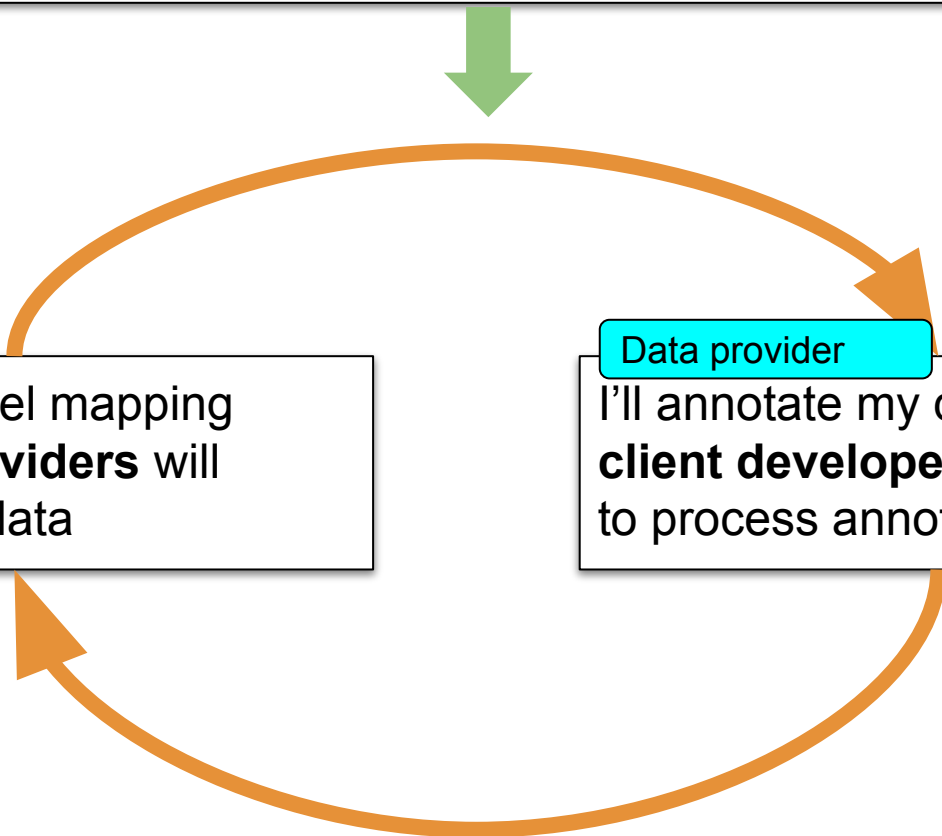 el mapping
viders will
lata
Data provider
I'll annotate my
client develope
to process anno